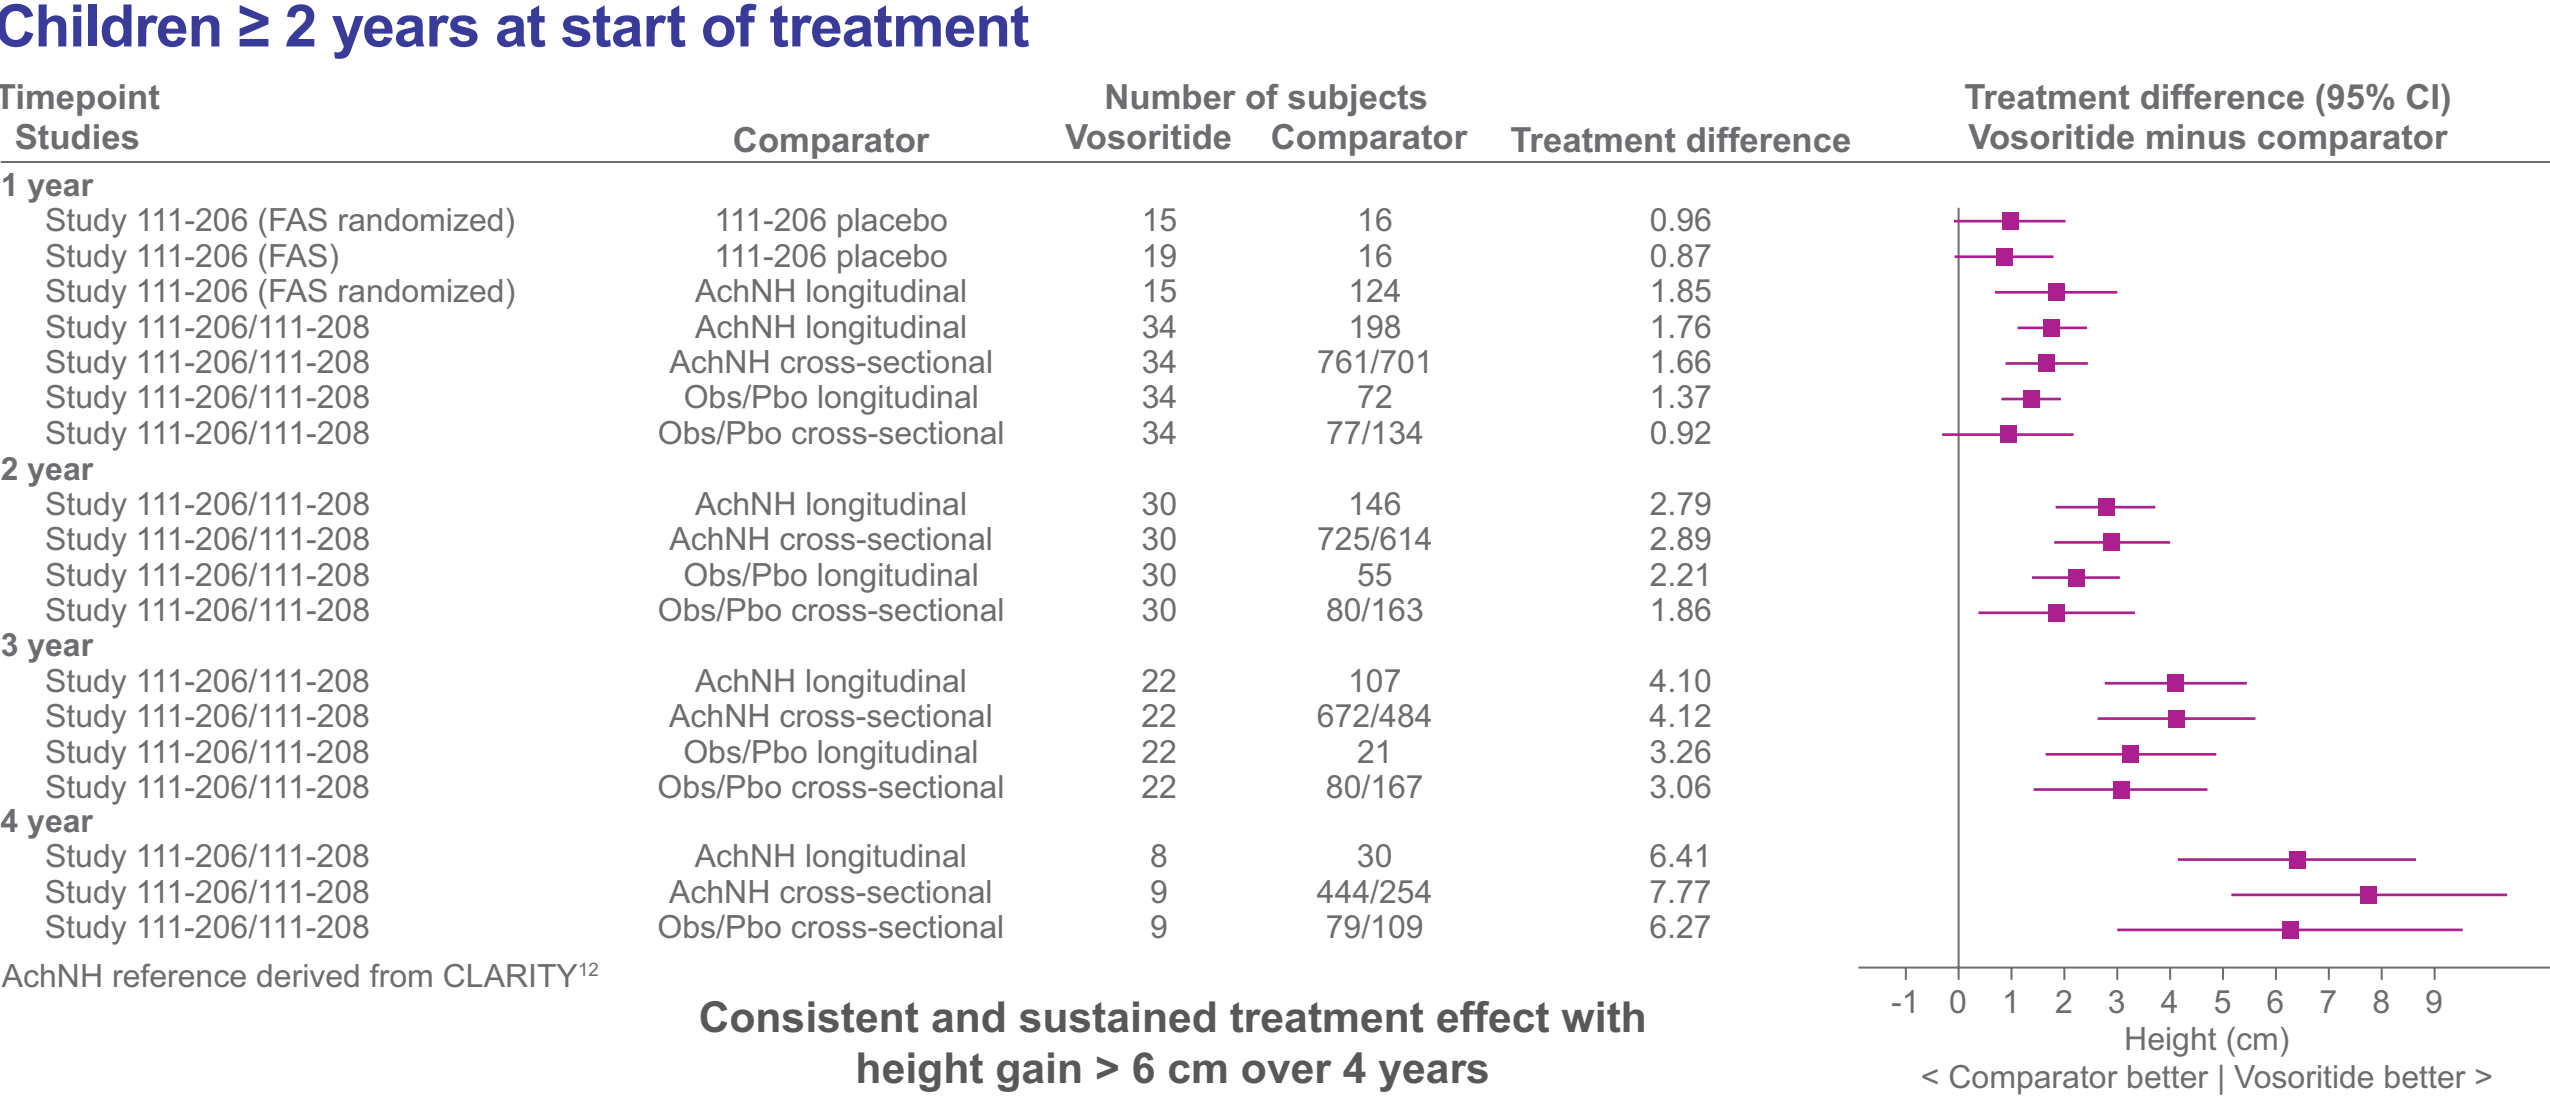 Children ≥ 2 years at start of treatment
Timepoint Number of subjects Treatment difference (95% CI)
Studies Comparator Vosoritide Comparator Treatment difference Vosoritide minus comparator
1 year
Study 111-206 (FAS randomized) 111-206 placebo 15 16 0.96
Study 111-206 (FAS) 111-206 placebo 19 16 0.87
Study 111-206 (FAS randomized) AchNH longitudinal 15 124 1.85
Study 111-206/111-208 AchNH longitudinal 34 198 1.76
Study 111-206/111-208 AchNH cross-sectional 34 761/701 1.66
Study 111-206/111-208 Obs/Pbo longitudinal 34 72 1.37
Study 111-206/111-208 Obs/Pbo cross-sectional 34 77/134 0.92
2 year
Study 111-206/111-208 AchNH longitudinal 30 146 2.79
Study 111-206/111-208 AchNH cross-sectional 30 725/614 2.89
Study 111-206/111-208 Obs/Pbo longitudinal 30 55 2.21
Study 111-206/111-208 Obs/Pbo cross-sectional 30 80/163 1.86
3 year
Study 111-206/111-208 AchNH longitudinal 22 107 4.10
Study 111-206/111-208 AchNH cross-sectional 22 672/484 4.12
Study 111-206/111-208 Obs/Pbo longitudinal 22 21 3.26
Study 111-206/111-208 Obs/Pbo cross-sectional 22 80/167 3.06
4 year
Study 111-206/111-208 AchNH longitudinal 8 30 6.41
Study 111-206/111-208 AchNH cross-sectional 9 444/254 7.77
Study 111-206/111-208 Obs/Pbo cross-sectional 9 79/109 6.27
AchNH reference derived from CLARITY¹²
Consistent and sustained treatment effect with
height gain > 6 cm over 4 years
-1 0 1 2 3 4 5 6 7 8 9
Height (cm)
< Comparator better | Vosoritide better >